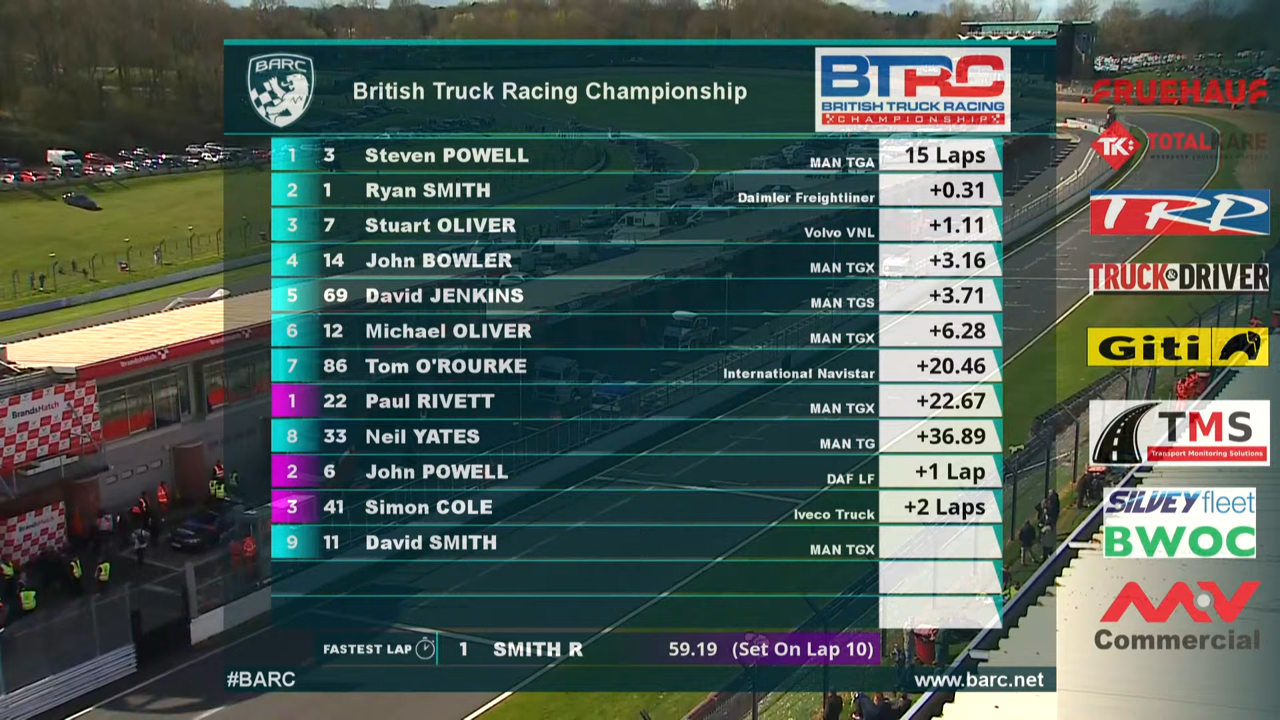 BARC
British Truck Racing Championship
BTRC
BRITISH TRUCK RACING
CHAMPIONSHIP
1 3 Steven POWELL MAN TGA 15 Laps
2 1 Ryan SMITH Daimler Freightliner +0.31
3 7 Stuart OLIVER Volvo VNL +1.11
4 14 John BOWLER MAN TGX +3.16
5 69 David JENKINS MAN TGS +3.71
6 12 Michael OLIVER MAN TGX +6.28
7 86 Tom O'ROURKE International Navistar +20.46
1 22 Paul RIVETT MAN TGX +22.67
8 33 Neil YATES MAN TG +36.89
2 6 John POWELL DAF LF +1 Lap
3 41 Simon COLE Iveco Truck +2 Laps
9 11 David SMITH MAN TGX
FASTEST LAP 1 SMITH R 59.19 (Set On Lap 10)
#BARC www.barc.net
FRUEHAUF
TK: TOTALKARE
TRP
TRUCK & DRIVER
Giti
TMS
Transport Monitoring Solutions
SILVEY fleet
BWOC
MV
Commercial
BrandsHatch
BrandsHatch
BrandsHatch